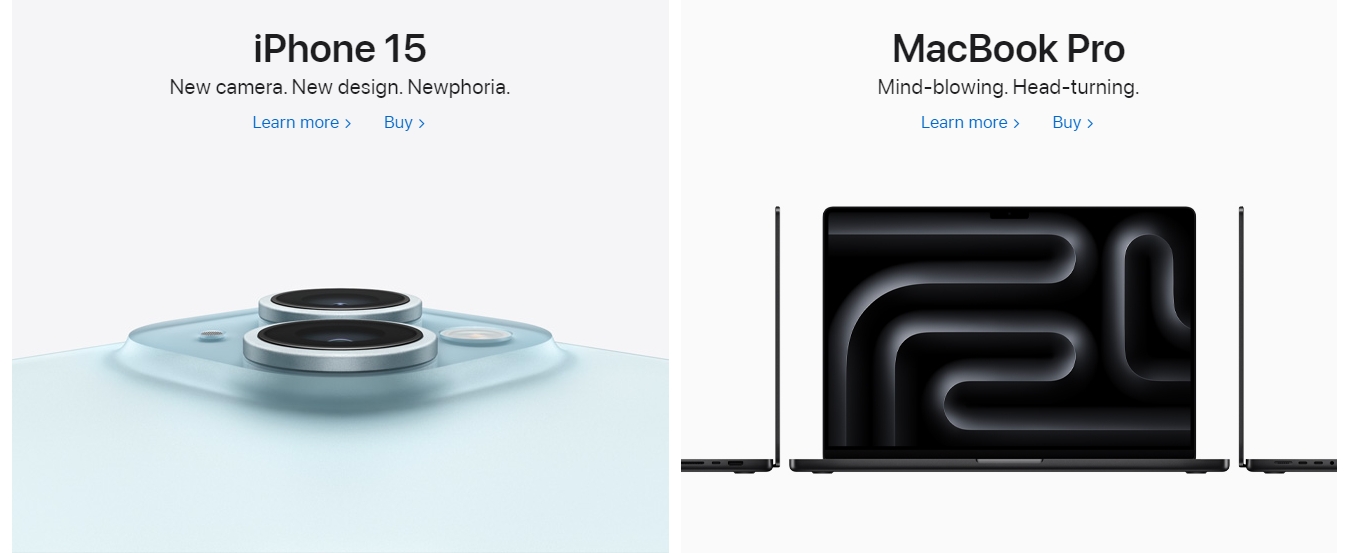 iPhone 15
New camera. New design. Newphoria.
Learn more > Buy >
MacBook Pro
Mind-blowing. Head-turning.
Learn more > Buy >